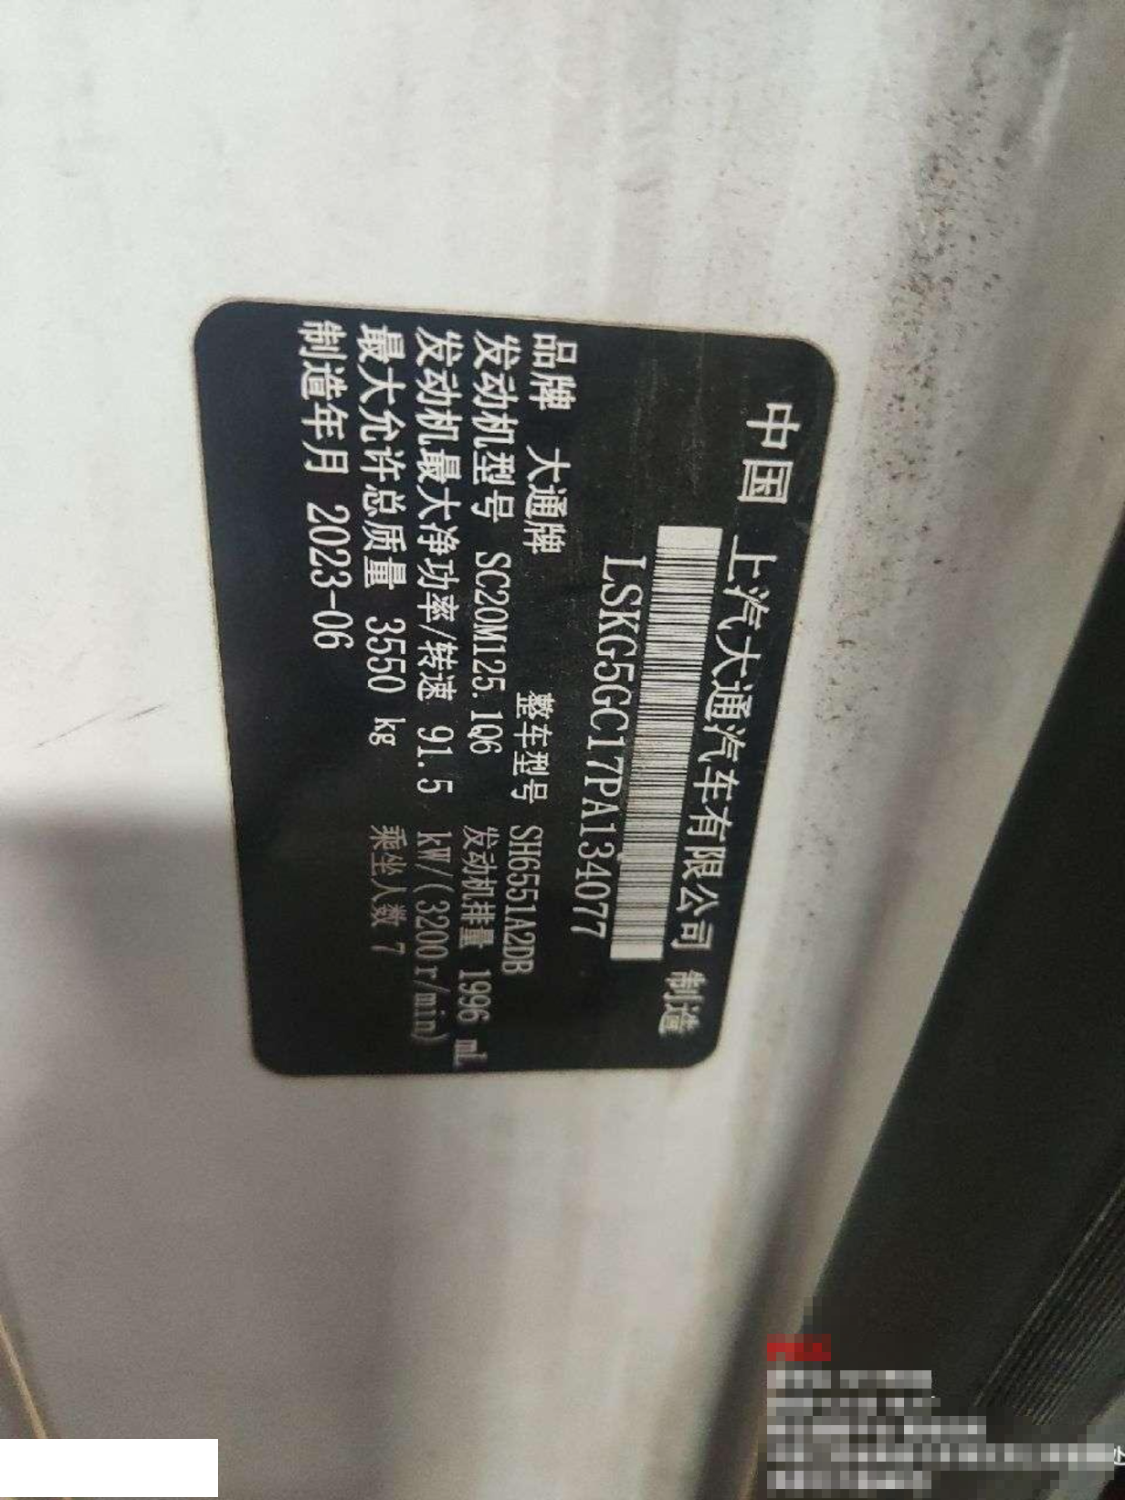 中国 上汽大通汽车有限公司 制造
LSKG5GC17PA134077
品牌 大通牌 整车型号 SH6551A2DB
发动机型号 SC20M125.1Q6 发动机排量 1996 mL
发动机最大净功率/转速 91.5 kW/(3200r/min)
最大允许总质量 3550 kg 乘坐人数 7
制造年月 2023-06